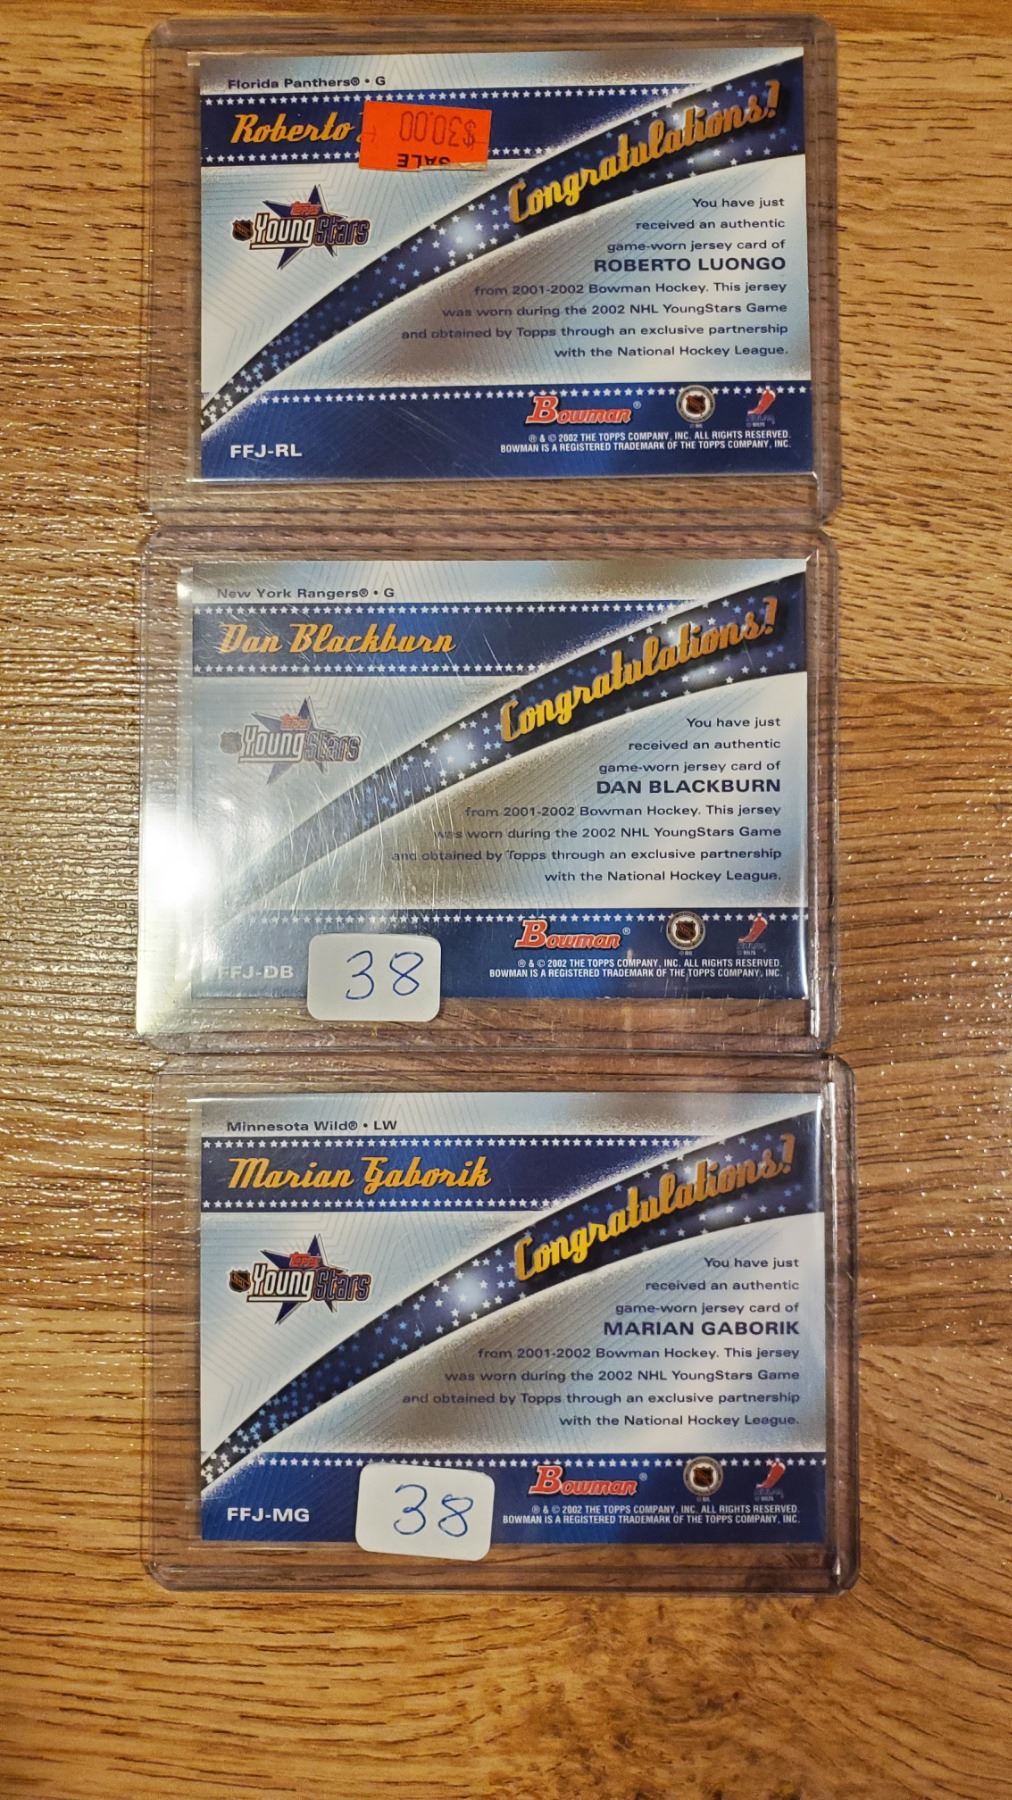 Florida Panthers® • G
Roberto
$30.00
SALE
Congratulations!
Topps
YoungStars
You have just
received an authentic
game-worn jersey card of
ROBERTO LUONGO
from 2001-2002 Bowman Hockey. This jersey
was worn during the 2002 NHL YoungStars Game
and obtained by Topps through an exclusive partnership
with the National Hockey League.
Bowman®
FFJ-RL
® & © 2002 THE TOPPS COMPANY, INC. ALL RIGHTS RESERVED.
BOWMAN IS A REGISTERED TRADEMARK OF THE TOPPS COMPANY, INC.
New York Rangers® • G
Dan Blackburn
Congratulations!
Topps
YoungStars
You have just
received an authentic
game-worn jersey card of
DAN BLACKBURN
from 2001-2002 Bowman Hockey. This jersey
was worn during the 2002 NHL YoungStars Game
and obtained by Topps through an exclusive partnership
with the National Hockey League.
Bowman®
FFJ-DB
38
® & © 2002 THE TOPPS COMPANY, INC. ALL RIGHTS RESERVED.
BOWMAN IS A REGISTERED TRADEMARK OF THE TOPPS COMPANY, INC.
Minnesota Wild® • LW
Marian Gaborik
Congratulations!
Topps
YoungStars
You have just
received an authentic
game-worn jersey card of
MARIAN GABORIK
from 2001-2002 Bowman Hockey. This jersey
was worn during the 2002 NHL YoungStars Game
and obtained by Topps through an exclusive partnership
with the National Hockey League.
Bowman®
FFJ-MG
38
® & © 2002 THE TOPPS COMPANY, INC. ALL RIGHTS RESERVED.
BOWMAN IS A REGISTERED TRADEMARK OF THE TOPPS COMPANY, INC.